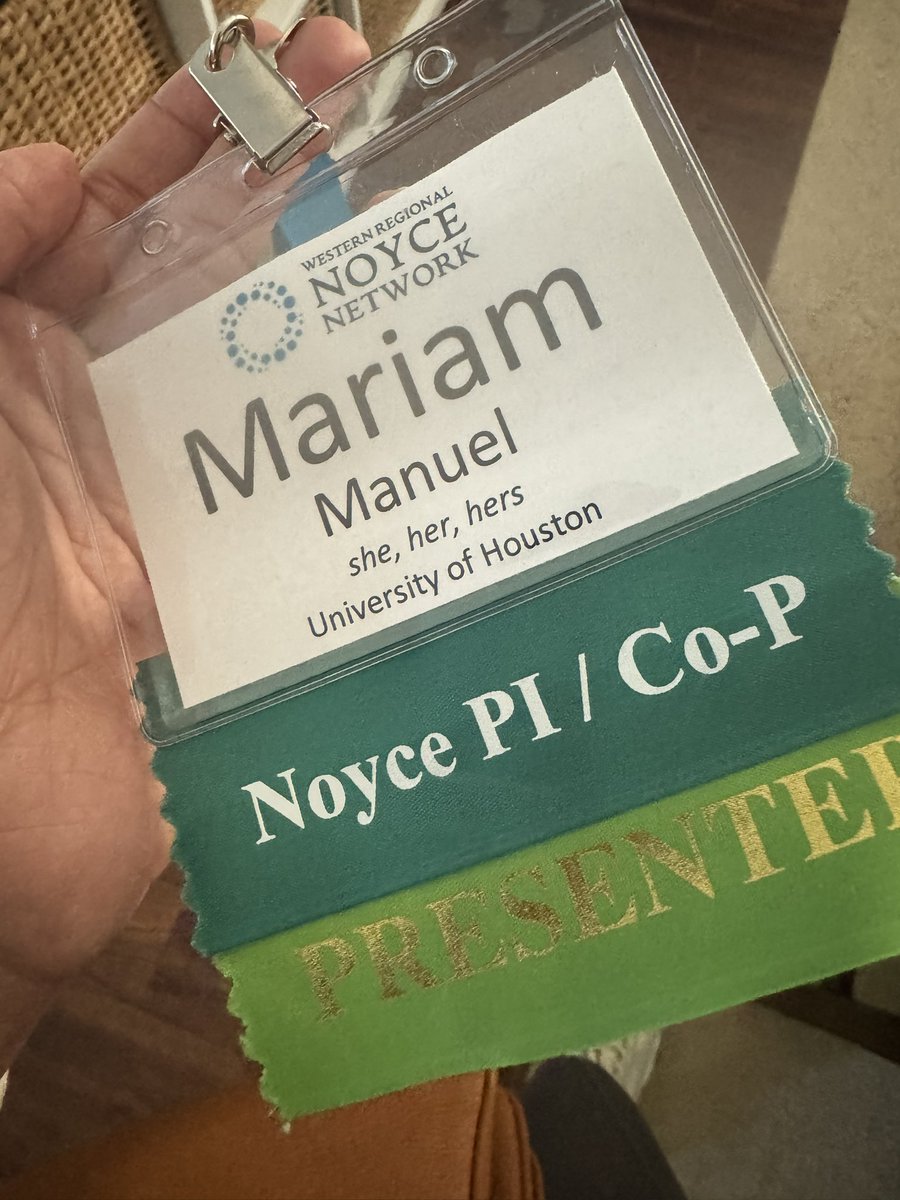 WESTERN REGIONAL
NOYCE
NETWORK
Mariam
Manuel
she, her, hers
University of Houston
Noyce PI / Co-P
PRESENTE